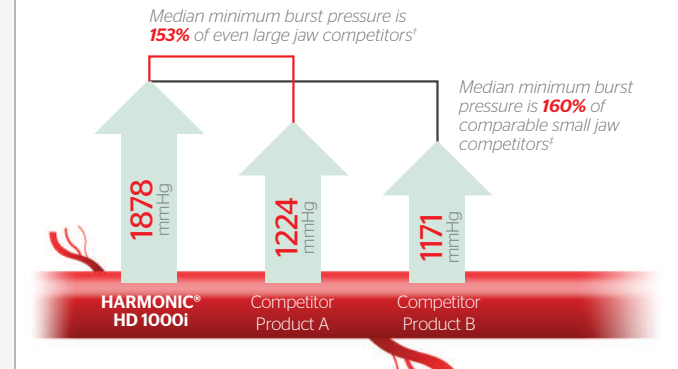 Median minimum burst pressure is
153% of even large jaw competitors†
Median minimum burst
pressure is 160% of
comparable small jaw
competitors‡
1878
mmHg
1224
mmHg
1171
mmHg
HARMONIC®
HD 1000i
Competitor
Product A
Competitor
Product B